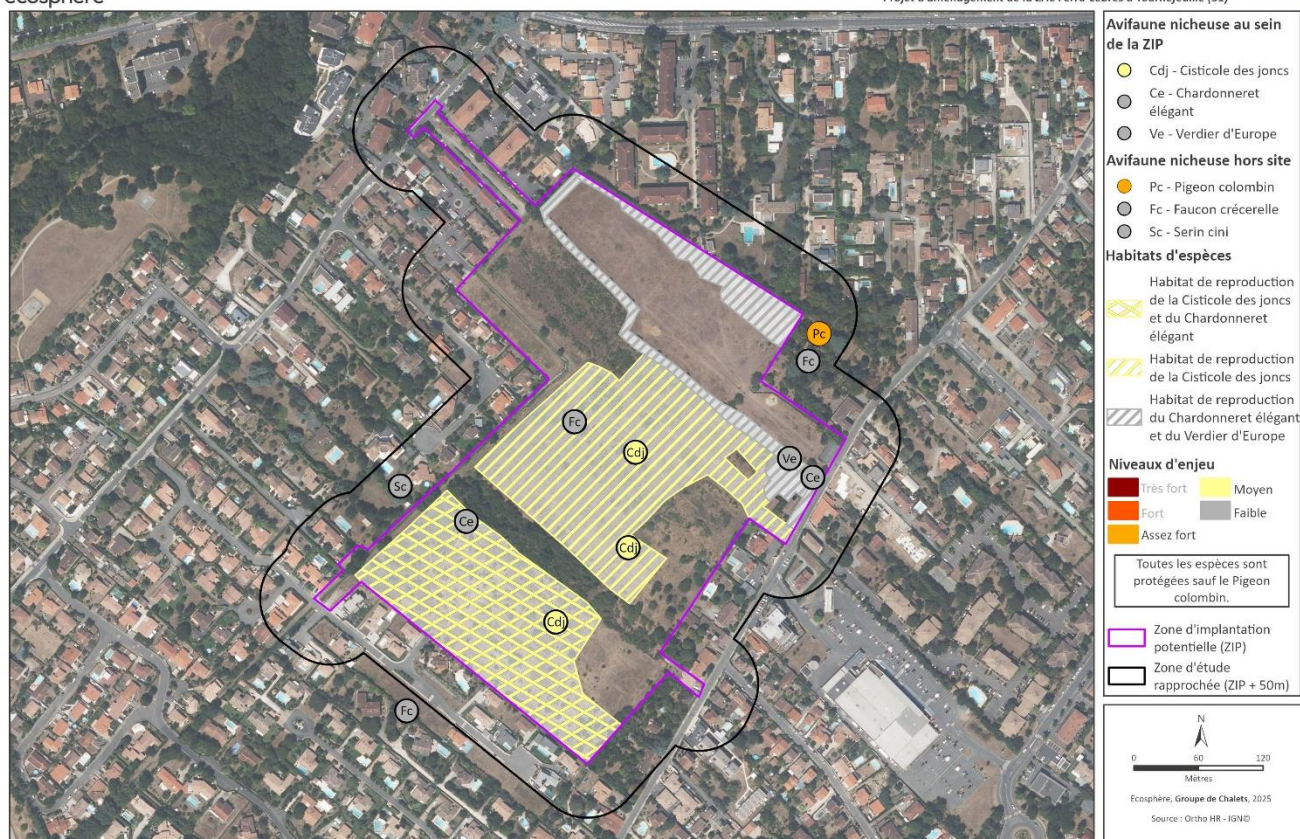 ecosphère
Projet d'aménagement de la ZAC Ferro-Lèbres à Tournefeuille (31)
Pc
Fc
Fc
Cdj
Ve
Ce
Sc
Ce
Cdj
Cdj
Fc
Avifaune nicheuse au sein
de la ZIP
Cdj - Cisticole des joncs
Ce - Chardonneret
élégant
Ve - Verdier d'Europe
Avifaune nicheuse hors site
Pc - Pigeon colombin
Fc - Faucon crécerelle
Sc - Serin cini
Habitats d'espèces
Habitat de reproduction
de la Cisticole des joncs
et du Chardonneret
élégant
Habitat de reproduction
de la Cisticole des joncs
Habitat de reproduction
du Chardonneret élégant
et du Verdier d'Europe
Niveaux d'enjeu
Très fort
Moyen
Fort
Faible
Assez fort
Toutes les espèces sont
protégées sauf le Pigeon
colombin.
Zone d'implantation
potentielle (ZIP)
Zone d'étude
rapprochée (ZIP + 50m)
N
0 60 120
Mètres
Ecosphère, Groupe de Chalets, 2025
Source : Ortho HR - IGN©